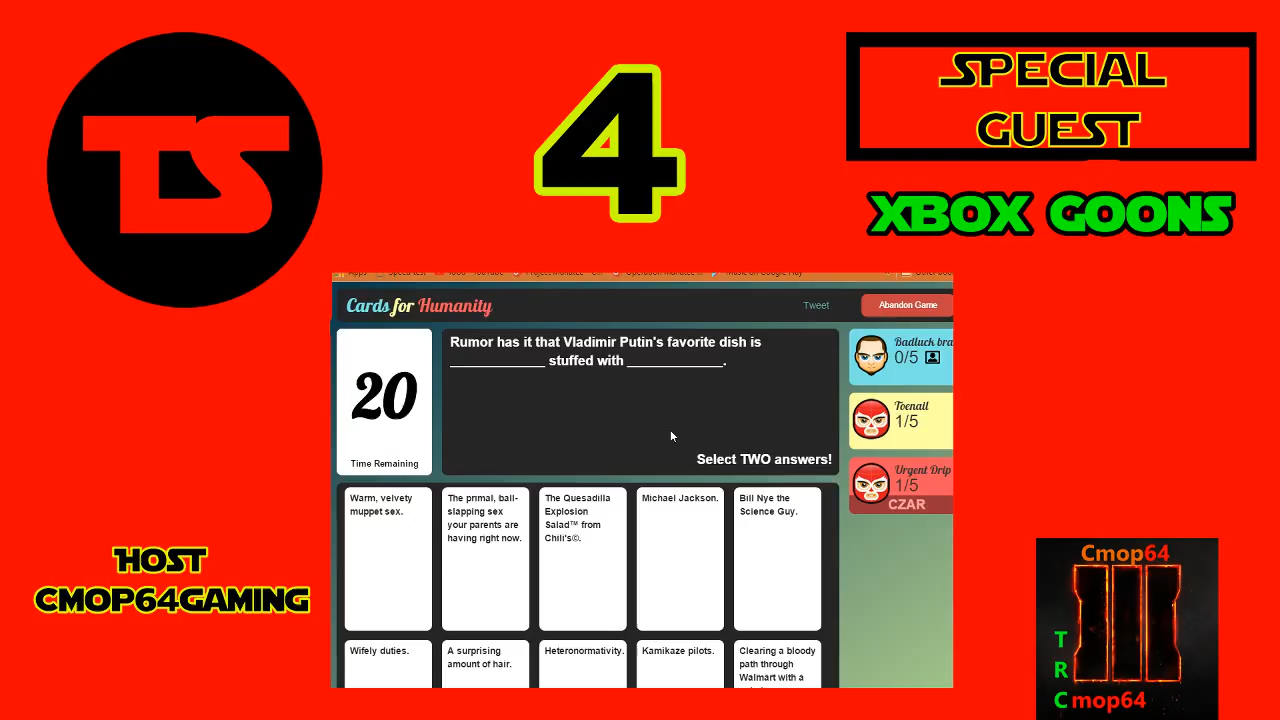 TS
4
SPECIAL
GUEST
XBOX GOONS
Cards for Humanity
Tweet
Abandon Game
20
Time Remaining
Rumor has it that Vladimir Putin's favorite dish is
_____________ stuffed with _____________.
Select TWO answers!
Badluck bra
0/5
Toenail
1/5
Urgent Drip
1/5
CZAR
Warm, velvety
muppet sex.
The primal, ball-
slapping sex
your parents are
having right now.
The Quesadilla
Explosion
Salad™ from
Chili's©.
Michael Jackson.
Bill Nye the
Science Guy.
Wifely duties.
A surprising
amount of hair.
Heteronormativity.
Kamikaze pilots.
Clearing a bloody
path through
Walmart with a
HOST
CMOP64GAMING
Cmop64
III
T
R
Cmop64